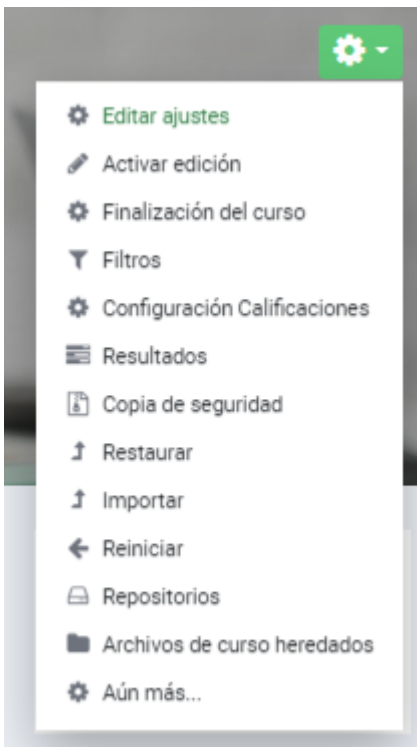 Editar ajustes
Activar edición
Finalización del curso
Filtros
Configuración Calificaciones
Resultados
Copia de seguridad
Restaurar
Importar
Reiniciar
Repositorios
Archivos de curso heredados
Aún más...